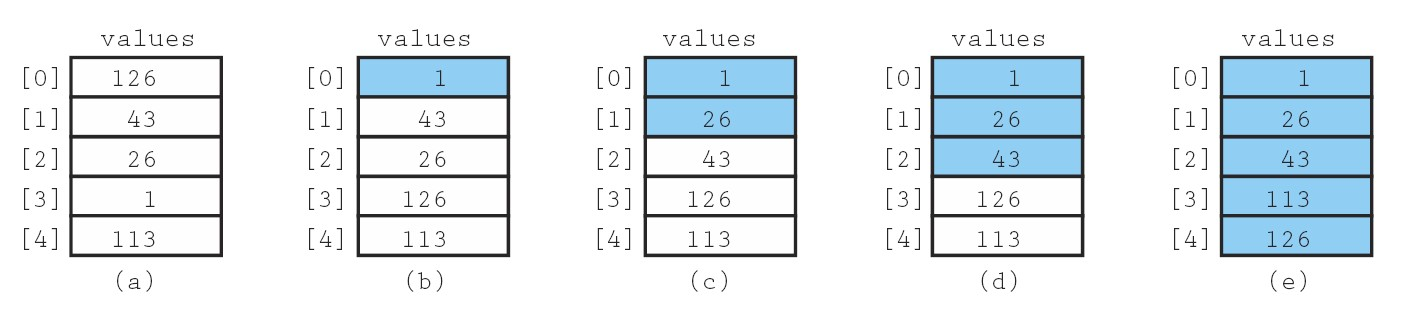 values values values values values
[0] 126 [0] 1 [0] 1 [0] 1 [0] 1
[1] 43 [1] 43 [1] 26 [1] 26 [1] 26
[2] 26 [2] 26 [2] 43 [2] 43 [2] 43
[3] 1 [3] 126 [3] 126 [3] 126 [3] 113
[4] 113 [4] 113 [4] 113 [4] 113 [4] 126
(a) (b) (c) (d) (e)